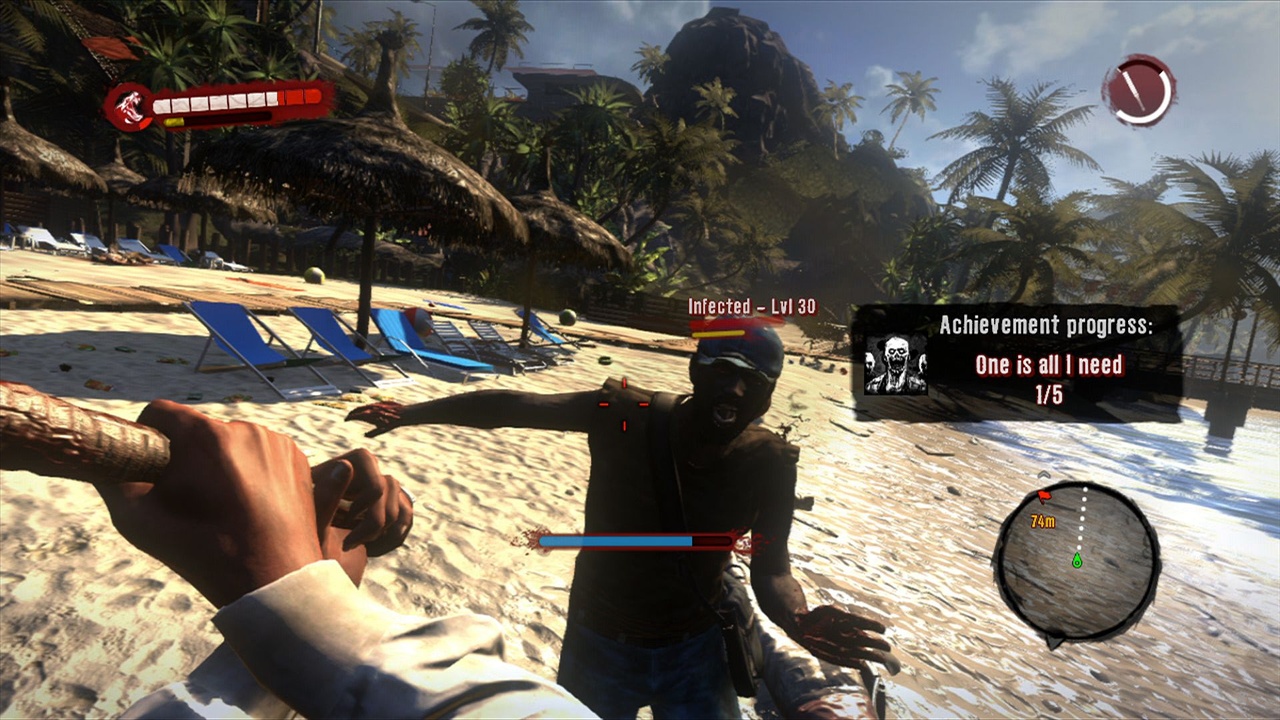 Infected - Lvl 30
Achievement progress:
One is all I need
1/5
74m